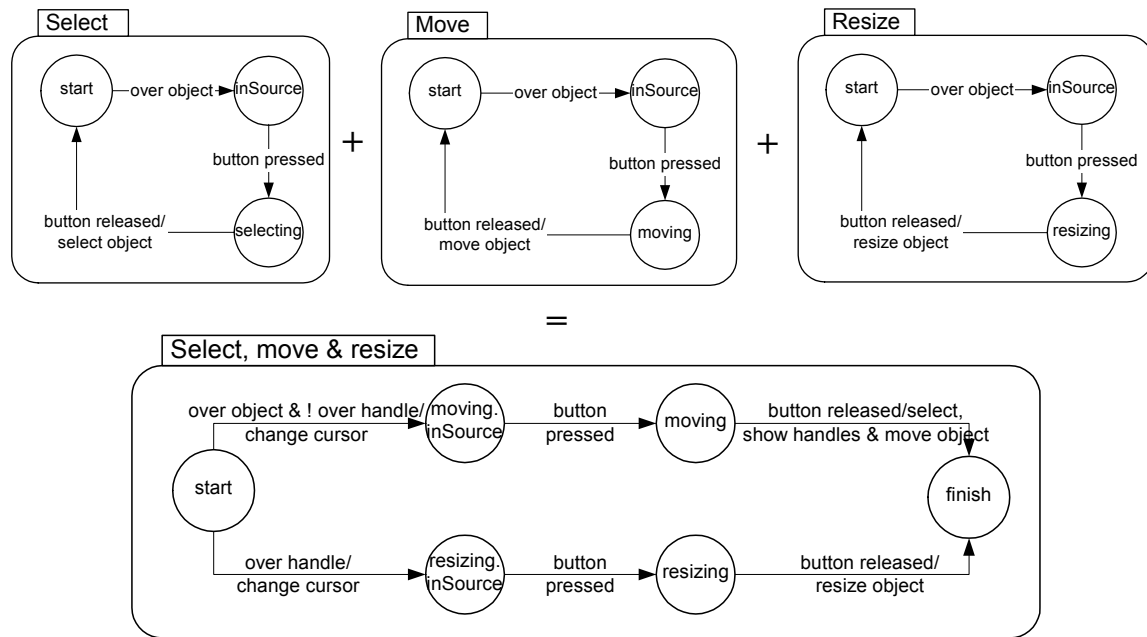 Select
start
over object
inSource
button pressed
button released/
select object
selecting
+
Move
start
over object
inSource
button pressed
button released/
move object
moving
+
Resize
start
over object
inSource
button pressed
button released/
resize object
resizing
=
Select, move & resize
start
over object & ! over handle/
change cursor
moving.
inSource
button
pressed
moving
button released/select,
show handles & move object
finish
over handle/
change cursor
resizing.
inSource
button
pressed
resizing
button released/
resize object